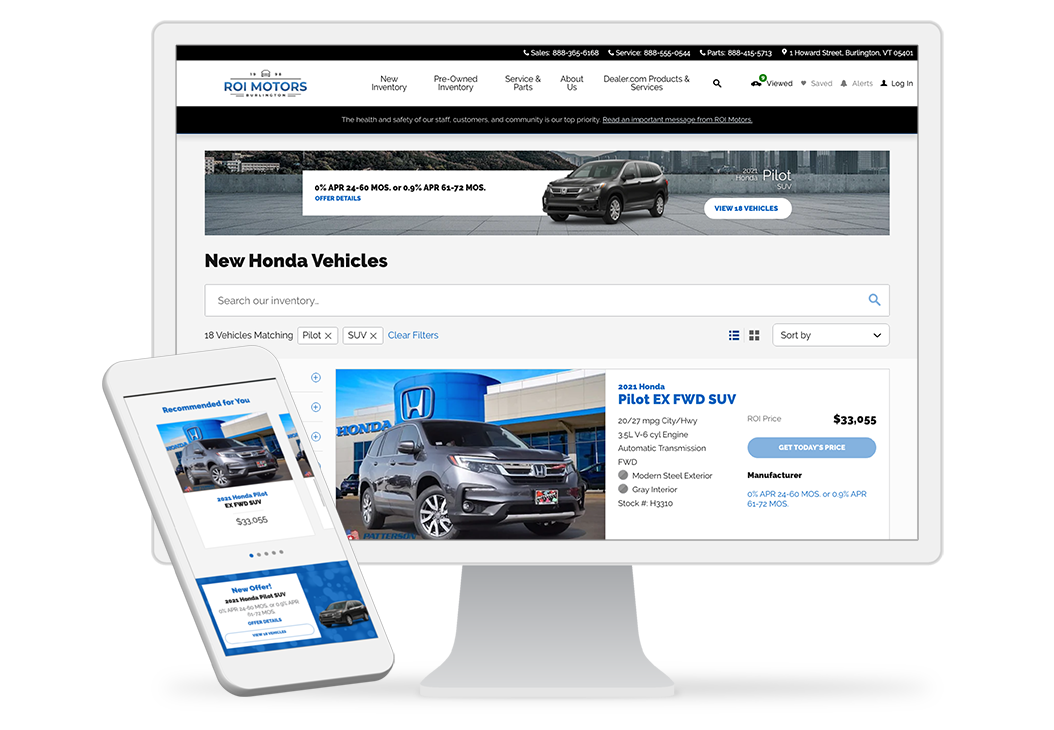 Sales: 888-365-6168 Service: 888-555-0544 Parts: 888-415-5713 1 Howard Street, Burlington, VT 05401
ROI MOTORS
BURLINGTON
New Inventory
Pre-Owned Inventory
Service & Parts
About Us
Dealer.com Products & Services
9
Viewed
Saved
Alerts
Log In
The health and safety of our staff, customers, and community is our top priority. Read an important message from ROI Motors.
0% APR 24-60 MOS. or 0.9% APR 61-72 MOS.
OFFER DETAILS
2021
Honda Pilot
SUV
VIEW 18 VEHICLES
New Honda Vehicles
Search our inventory..
18 Vehicles Matching Pilot SUV Clear Filters
Sort by
HONDA
PATTERSON
2021 Honda
Pilot EX FWD SUV
20/27 mpg City/Hwy
3.5L V-6 cyl Engine
Automatic Transmission
FWD
Modern Steel Exterior
Gray Interior
Stock #: H3310
ROI Price $33,055
GET TODAY'S PRICE
Manufacturer
0% APR 24-60 MOS. or 0.9% APR
61-72 MOS.
Recommended for You
2021 Honda Pilot
EX FWD SUV
$33,055
New Offer!
2021 Honda Pilot SUV
0% APR 24-60 MOS. or 0.9% APR
61-72 MOS.
OFFER DETAILS
VIEW 18 VEHICLES